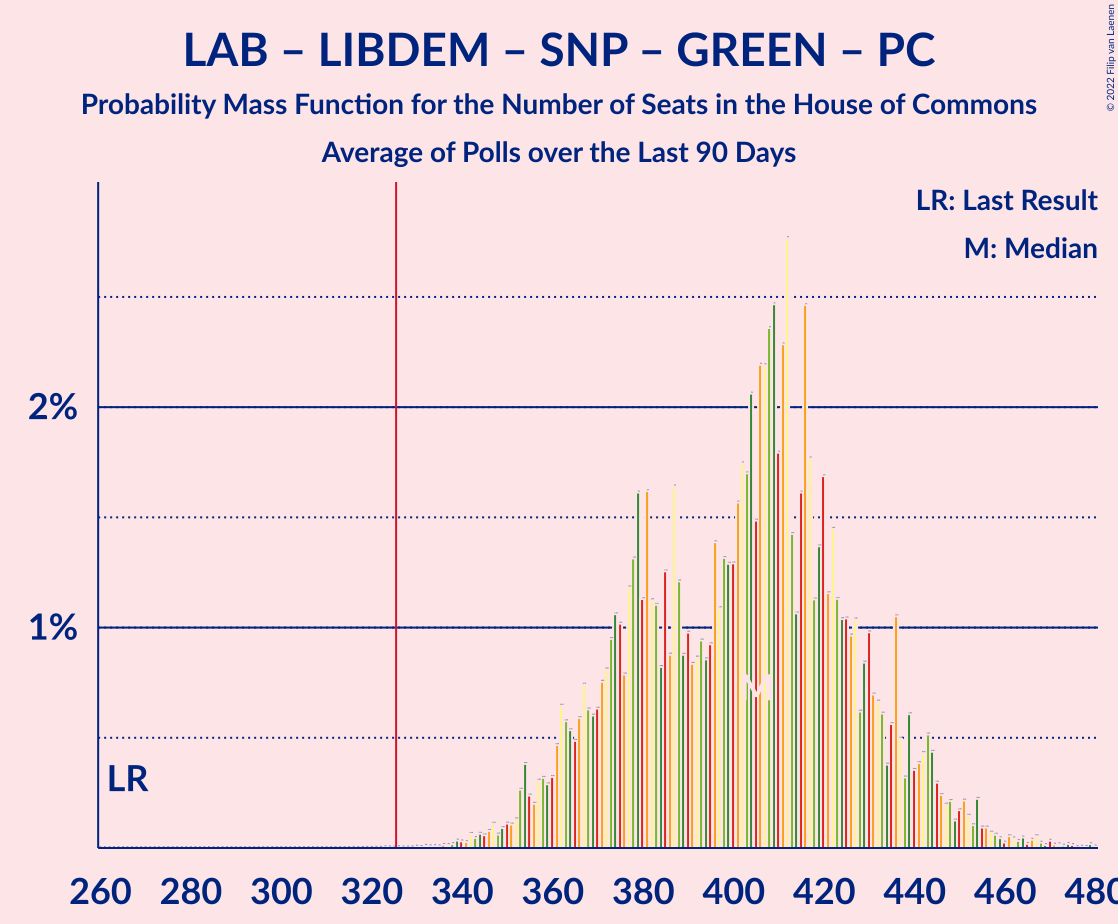 LAB – LIBDEM – SNP – GREEN – PC
Probability Mass Function for the Number of Seats in the House of Commons
Average of Polls over the Last 90 Days
© 2022 Filip van Laenen
LR: Last Result
M: Median
2%
1%
M
LR
260 280 300 320 340 360 380 400 420 440 460 480